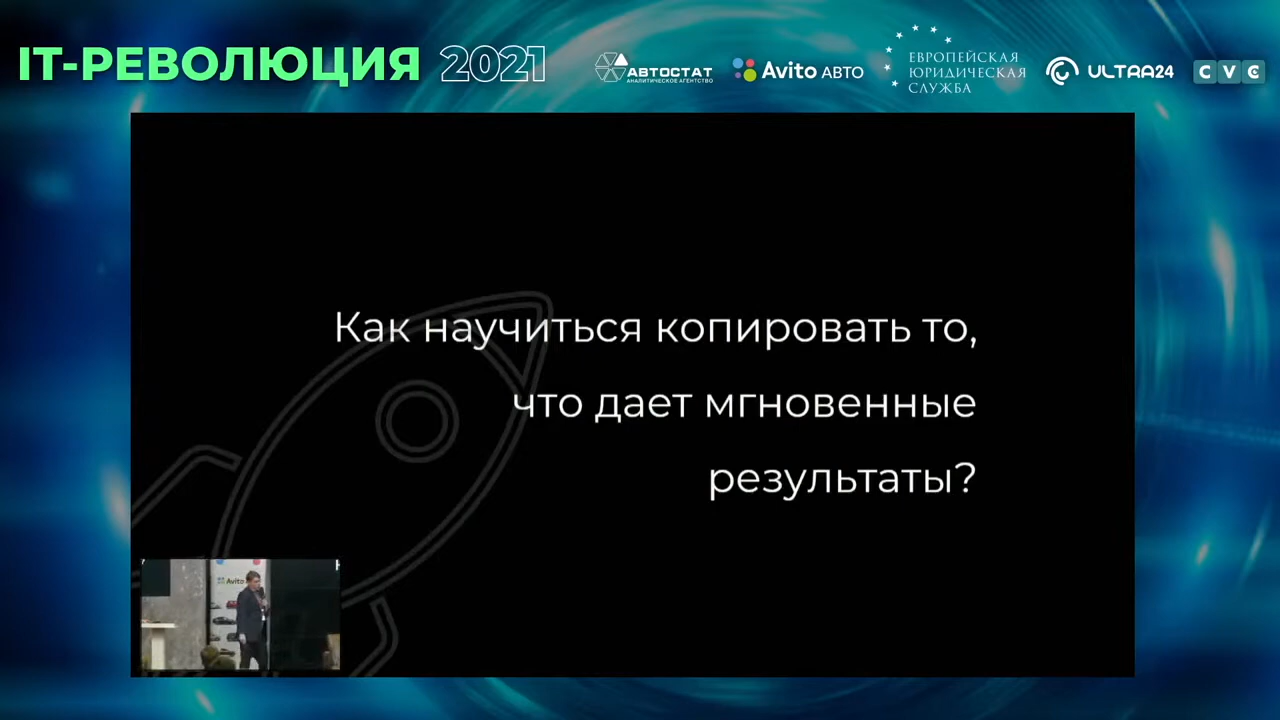 IT-РЕВОЛЮЦИЯ 2021
АВТОСТАТ
АНАЛИТИЧЕСКОЕ АГЕНТСТВО
Avito АВТО
ЕВРОПЕЙСКАЯ
ЮРИДИЧЕСКАЯ
СЛУЖБА
ULTRA24
CVC
Как научиться копировать то,
что дает мгновенные
результаты?
Avito